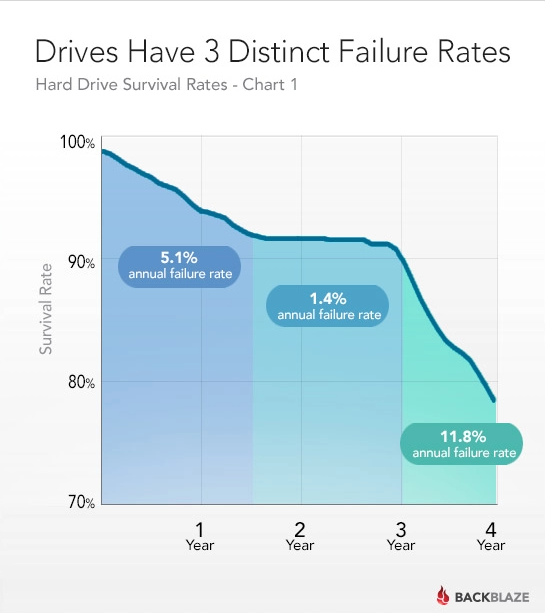 Drives Have 3 Distinct Failure Rates
Hard Drive Survival Rates - Chart 1
100%
90%
80%
70%
Survival Rate
5.1%
annual failure rate
1.4%
annual failure rate
11.8%
annual failure rate
1
Year
2
Year
3
Year
4
Year
BACKBLAZE